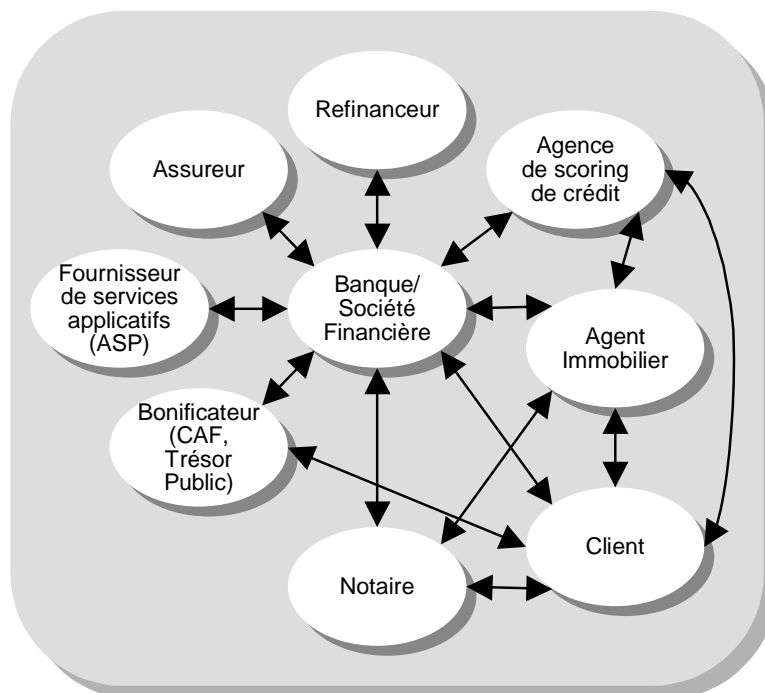 Refinanceur
Assureur
Agence
de scoring
de crédit
Fournisseur
de services
applicatifs
(ASP)
Banque/
Société
Financière
Agent
Immobilier
Bonificateur
(CAF,
Trésor
Public)
Client
Notaire